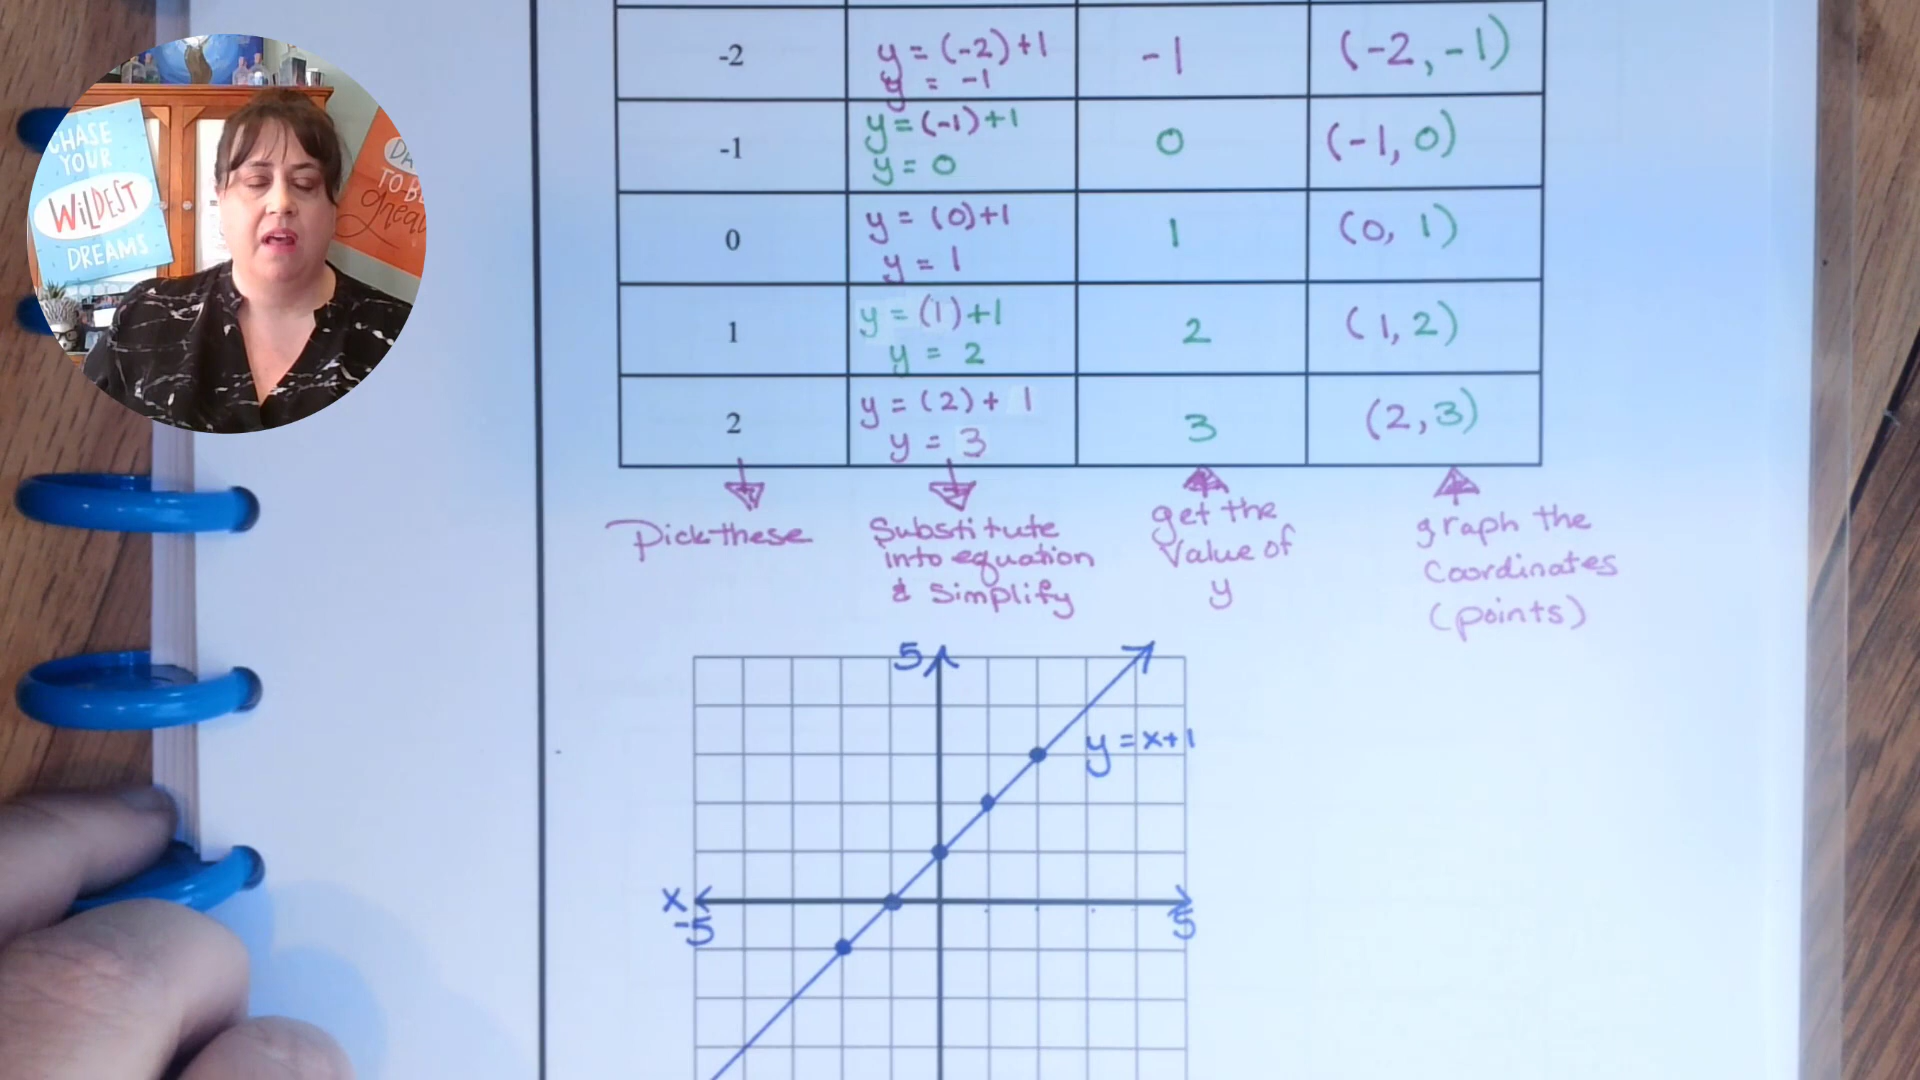 CHASE
YOUR
WiLDEST
DREAMS
DA
TO B
great
-2
y = (-2)+1
y = -1
-1
(-2,-1)
-1
y=(-1)+1
y= 0
0
(-1, 0)
0
y = (0)+1
y = 1
1
(0, 1)
1
y = (1)+1
y = 2
2
(1,2)
2
y = (2)+ 1
y = 3
3
(2,3)
Pick these
Substitute
into equation
& Simplify
get the
Value of
y
graph the
Coordinates
(points)
5
y=x+1
x
-5
5